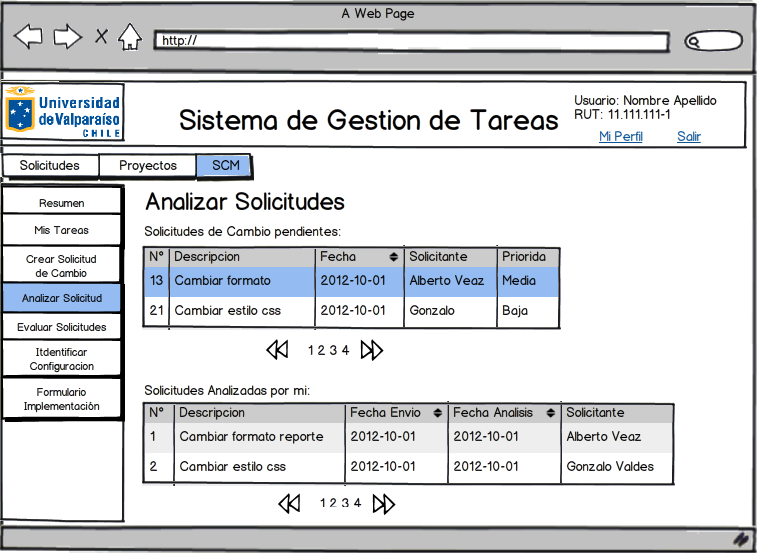 A Web Page
http://
Universidad
de Valparaíso
CHILE
Sistema de Gestion de Tareas
Usuario: Nombre Apellido
RUT: 11.111.111-1
Mi Perfil Salir
Solicitudes Proyectos SCM
Resumen
Mis Tareas
Crear Solicitud
de Cambio
Analizar Solicitud
Evaluar Solicitudes
Itdentificar
Configuracion
Formulario
Implementación
Analizar Solicitudes
Solicitudes de Cambio pendientes:
N° Descripcion Fecha Solicitante Priorida
13 Cambiar formato 2012-10-01 Alberto Veaz Media
21 Cambiar estilo css 2012-10-01 Gonzalo Baja
1 2 3 4
Solicitudes Analizadas por mi:
N° Descripcion Fecha Envio Fecha Analisis Solicitante
1 Cambiar formato reporte 2012-10-01 2012-10-01 Alberto Veaz
2 Cambiar estilo css 2012-10-01 2012-10-01 Gonzalo Valdes
1 2 3 4